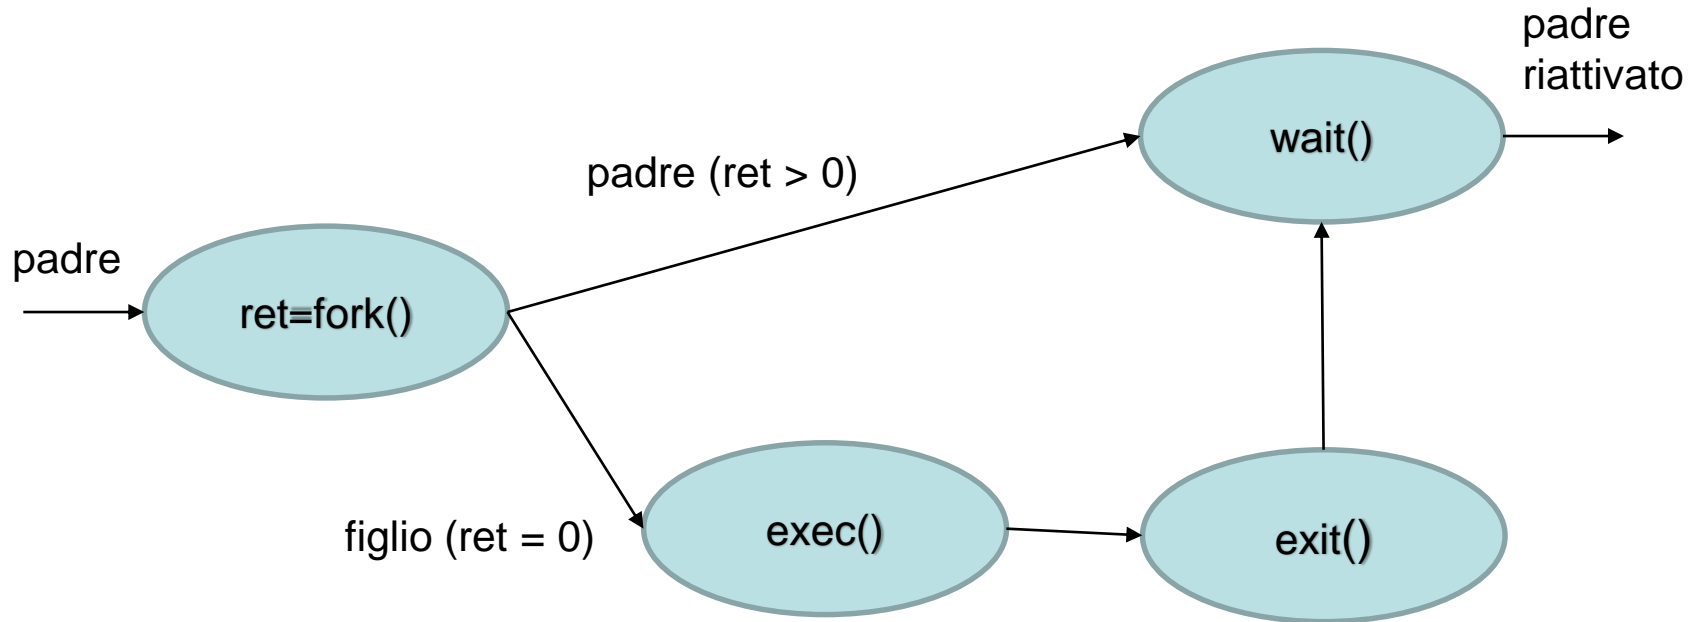 padre
riattivato
wait()
padre (ret > 0)
padre
ret=fork()
figlio (ret = 0)
exec()
exit()